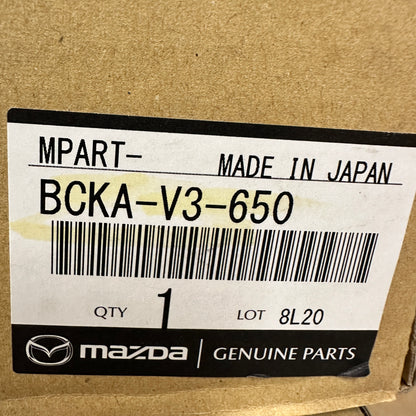 MPART- MADE IN JAPAN
BCKA-V3-650
QTY 1 LOT 8L20
mazda GENUINE PARTS